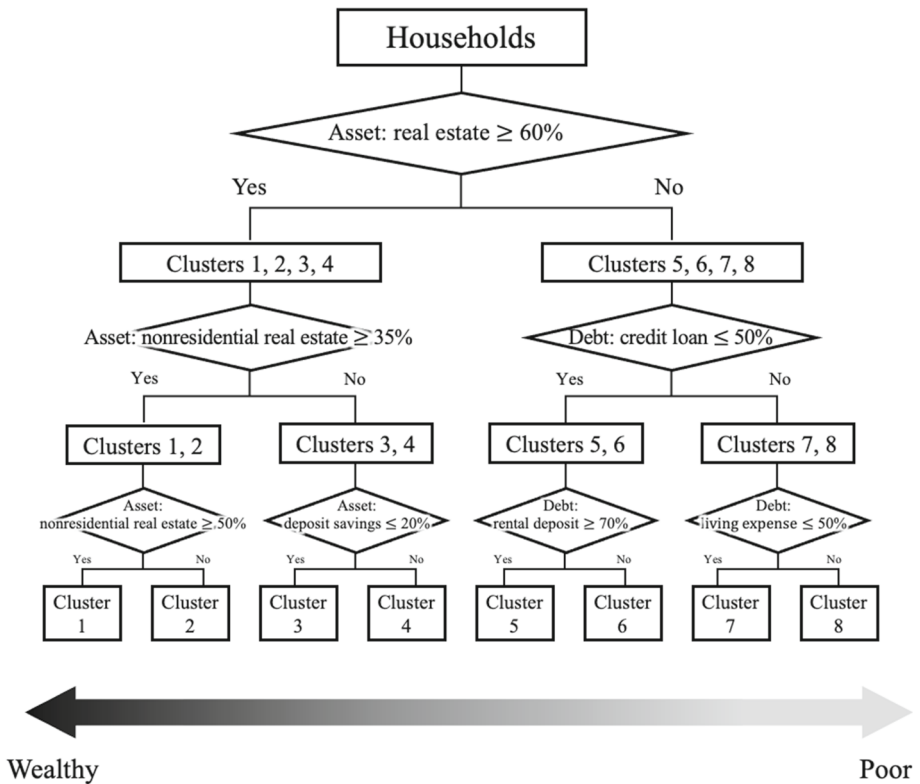 Households
Asset: real estate ≥ 60%
Yes
No
Clusters 1, 2, 3, 4
Clusters 5, 6, 7, 8
Asset: nonresidential real estate ≥ 35%
Debt: credit loan ≤ 50%
Yes
No
Yes
No
Clusters 1, 2
Clusters 3, 4
Clusters 5, 6
Clusters 7, 8
Asset:
nonresidential real estate ≥ 50%
Asset:
deposit savings ≤ 20%
Debt:
rental deposit ≥ 70%
Debt:
living expense ≤ 50%
Yes
No
Yes
No
Yes
No
Yes
No
Cluster
1
Cluster
2
Cluster
3
Cluster
4
Cluster
5
Cluster
6
Cluster
7
Cluster
8
Wealthy
Poor